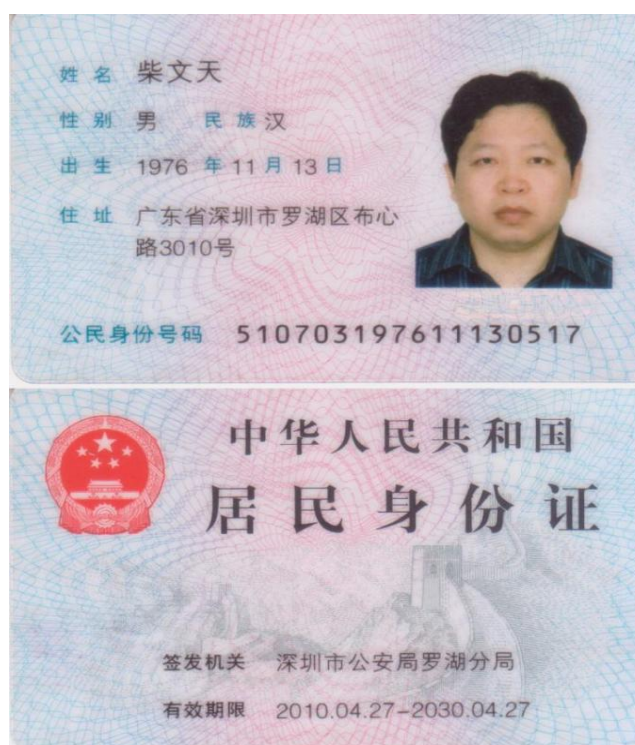 姓名 柴文天
性别 男 民族 汉
出生 1976 年 11 月 13 日
住址 广东省深圳市罗湖区布心
路3010号
公民身份号码 510703197611130517
中华人民共和国
居民身份证
签发机关 深圳市公安局罗湖分局
有效期限 2010.04.27-2030.04.27